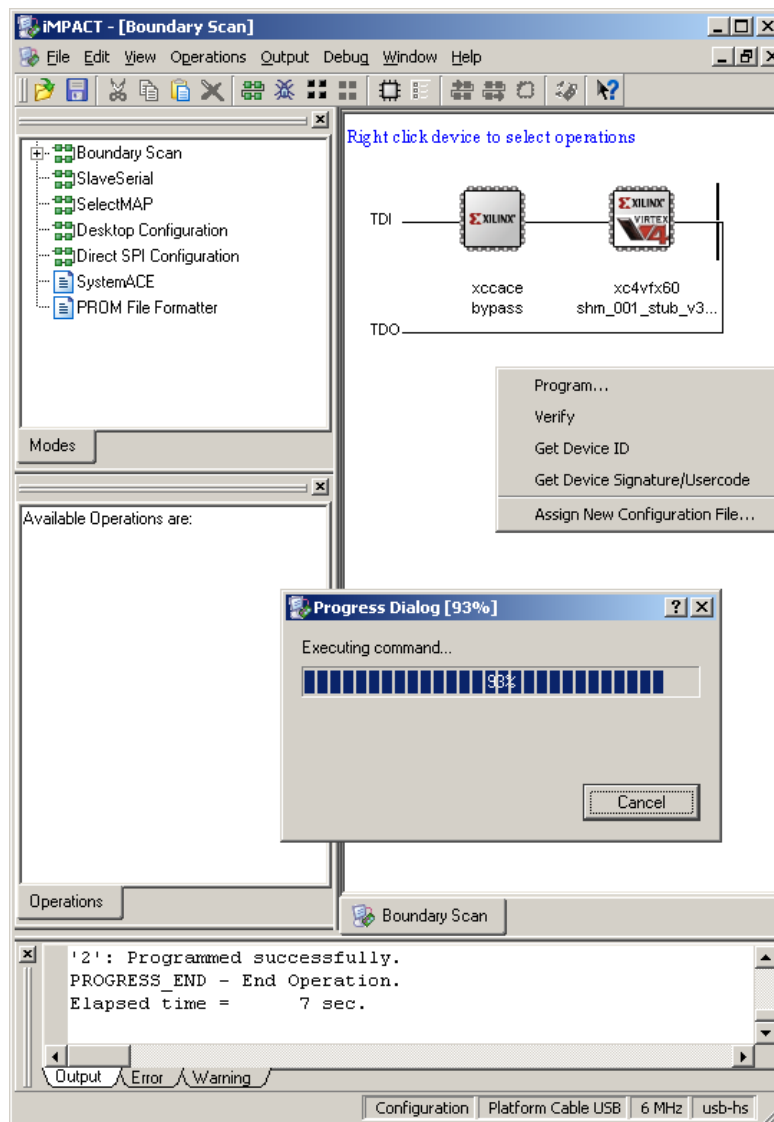 iMPACT - [Boundary Scan]
File Edit View Operations Output Debug Window Help
Boundary Scan
SlaveSerial
SelectMAP
Desktop Configuration
Direct SPI Configuration
SystemACE
PROM File Formatter
Modes
Right click device to select operations
TDI
XILINX
XILINX
VIRTEX
4
xccace
bypass
xc4vfx60
shm_001_stub_v3...
TDO
Program...
Verify
Get Device ID
Get Device Signature/Usercode
Assign New Configuration File...
Available Operations are:
Operations
Progress Dialog [93%]
Executing command...
93%
Cancel
Boundary Scan
'2': Programmed successfully.
PROGRESS_END - End Operation.
Elapsed time =      7 sec.
Output Error Warning
Configuration Platform Cable USB 6 MHz usb-hs